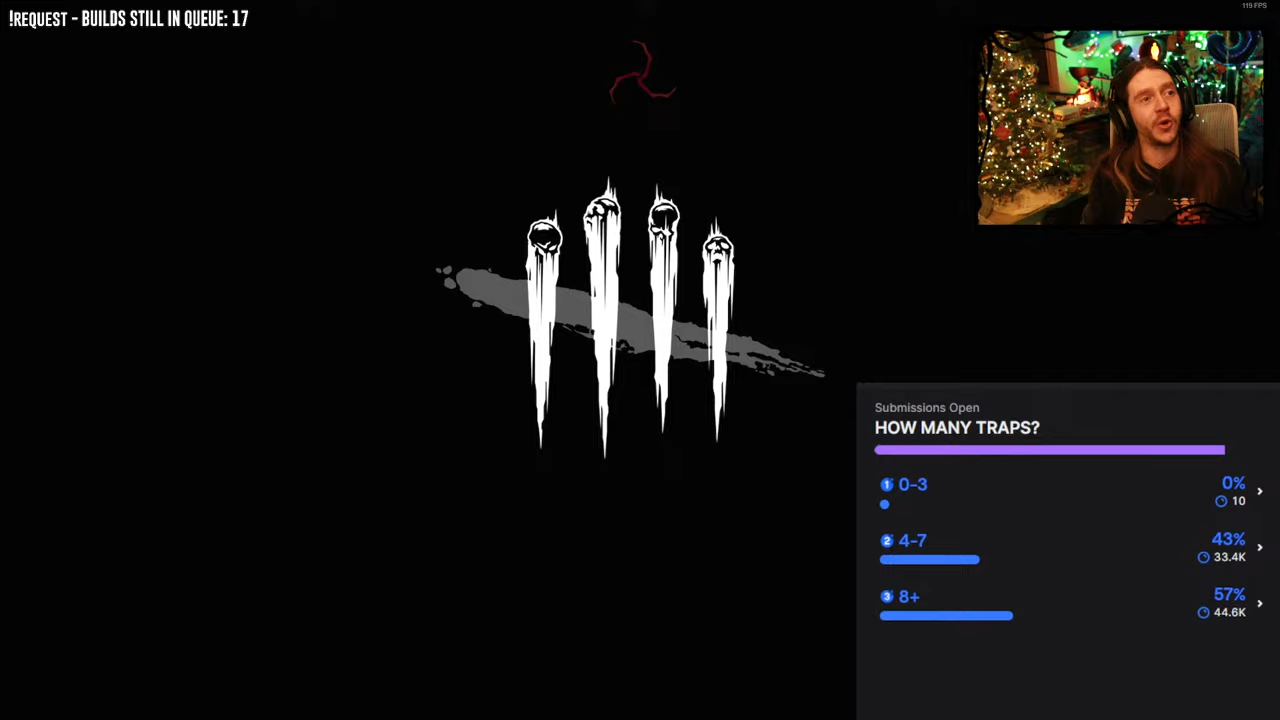 !REQUEST - BUILDS STILL IN QUEUE: 17
119 FPS
Submissions Open
HOW MANY TRAPS?
1 0-3 0%
10
2 4-7 43%
33.4K
3 8+ 57%
44.6K